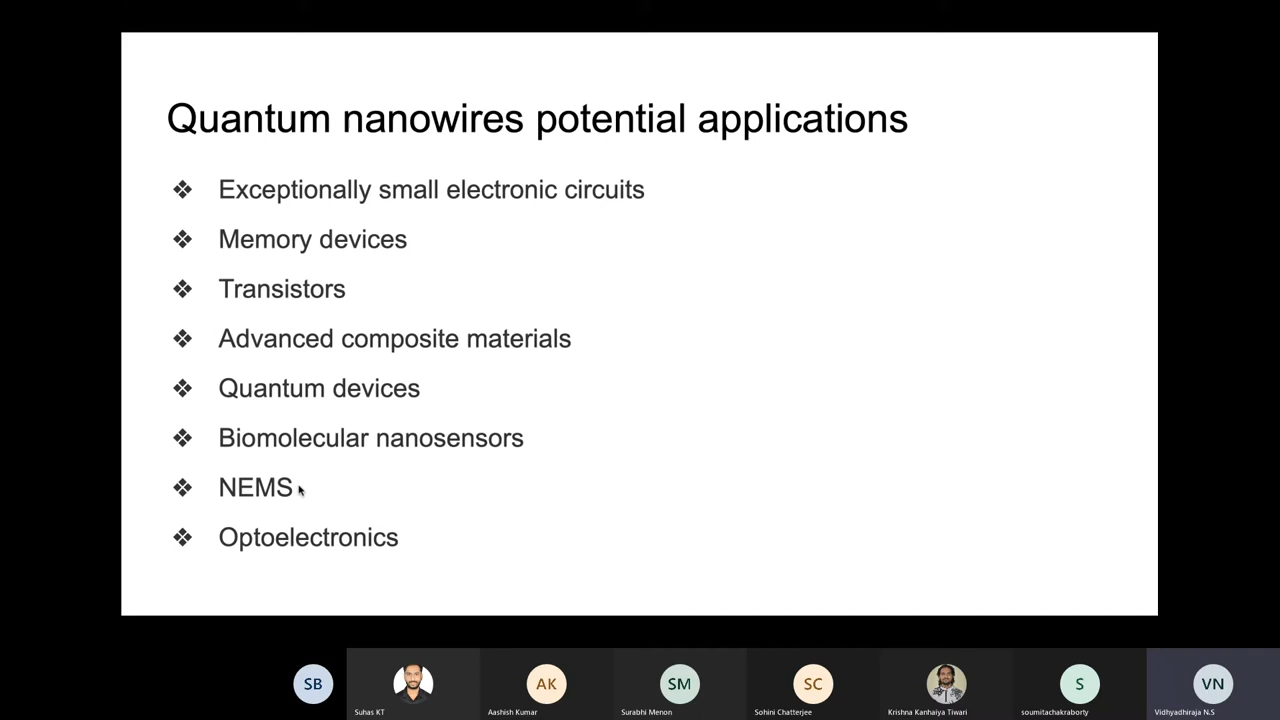 Quantum nanowires potential applications
❖ Exceptionally small electronic circuits
❖ Memory devices
❖ Transistors
❖ Advanced composite materials
❖ Quantum devices
❖ Biomolecular nanosensors
❖ NEMS
❖ Optoelectronics
SB
AK
SM
SC
S
VN
Suhas KT
Aashish Kumar
Surabhi Menon
Sohini Chatterjee
Krishna Kanhaiya Tiwari
soumitachakraborty
Vidhyadhiraja N.S